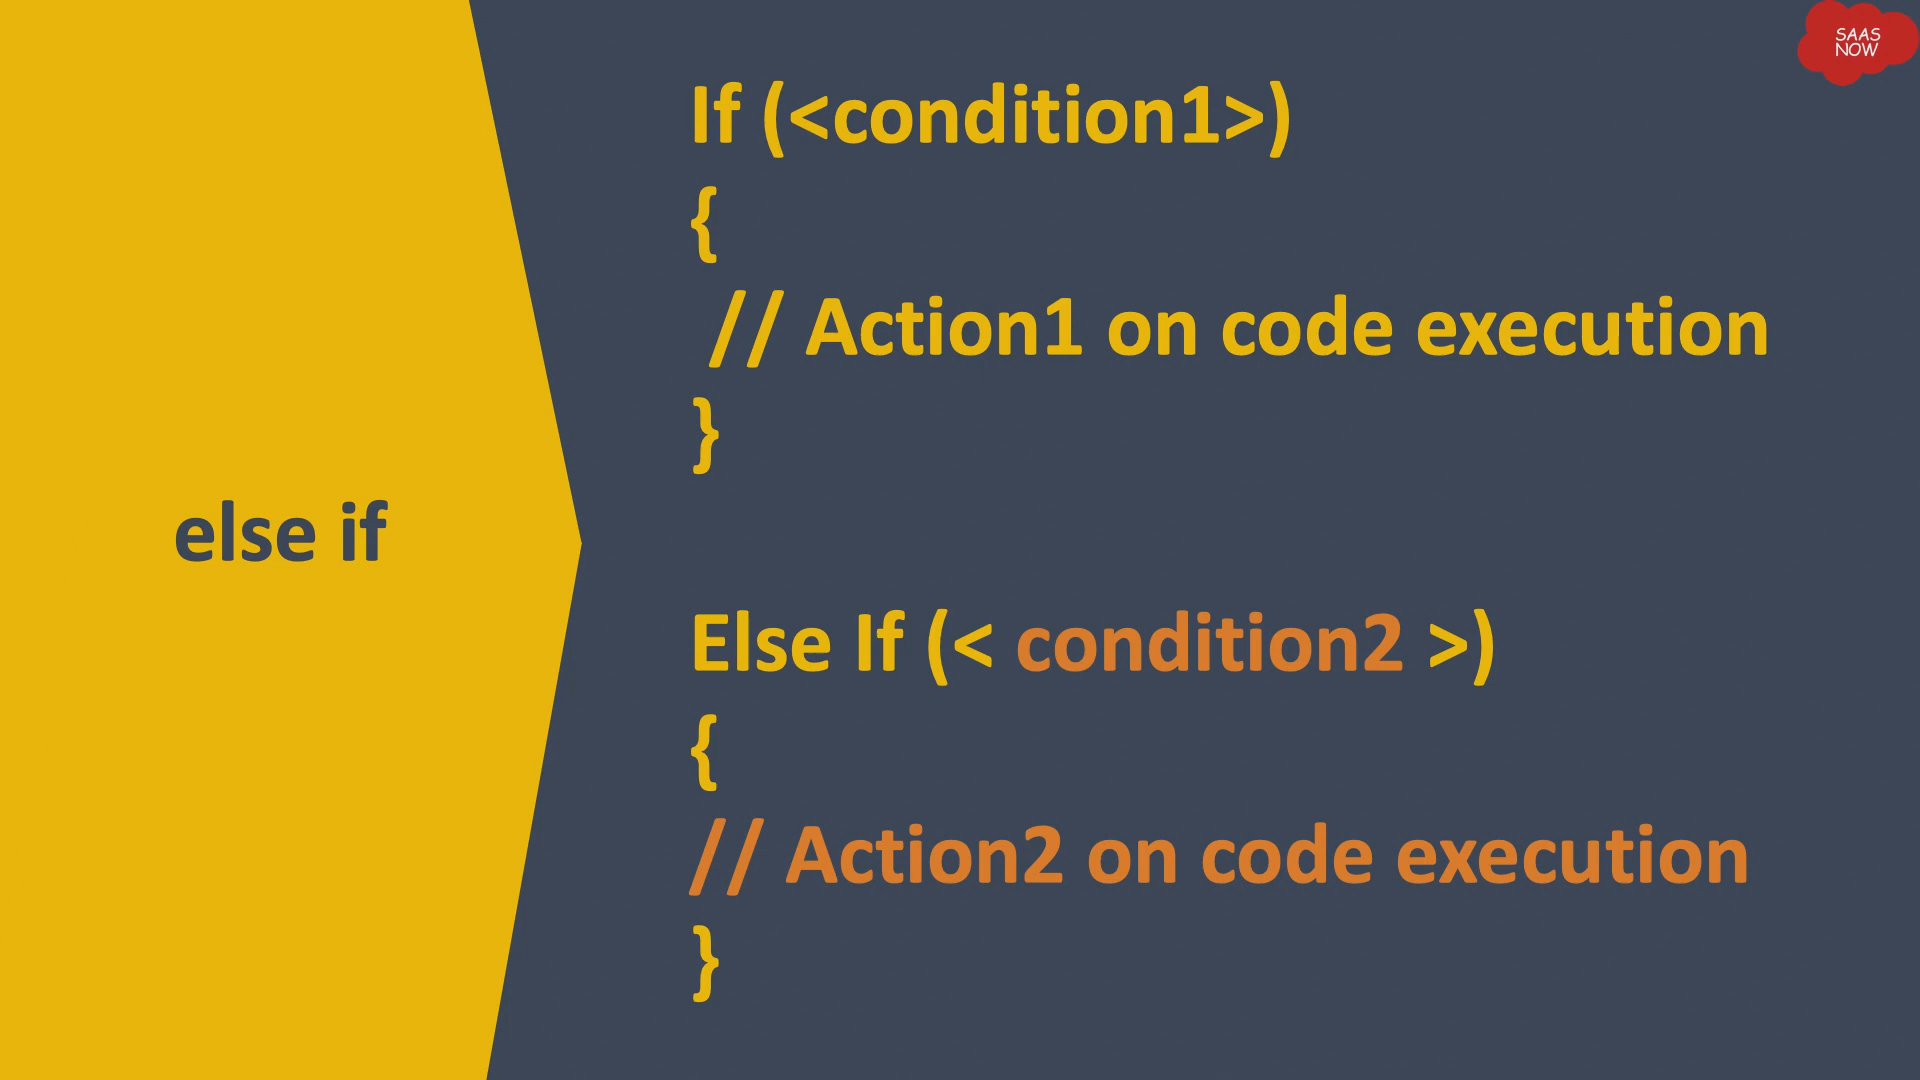 else if
If (<condition1>)
{
// Action1 on code execution
}
Else If (< condition2 >)
{
// Action2 on code execution
}
SAAS
NOW